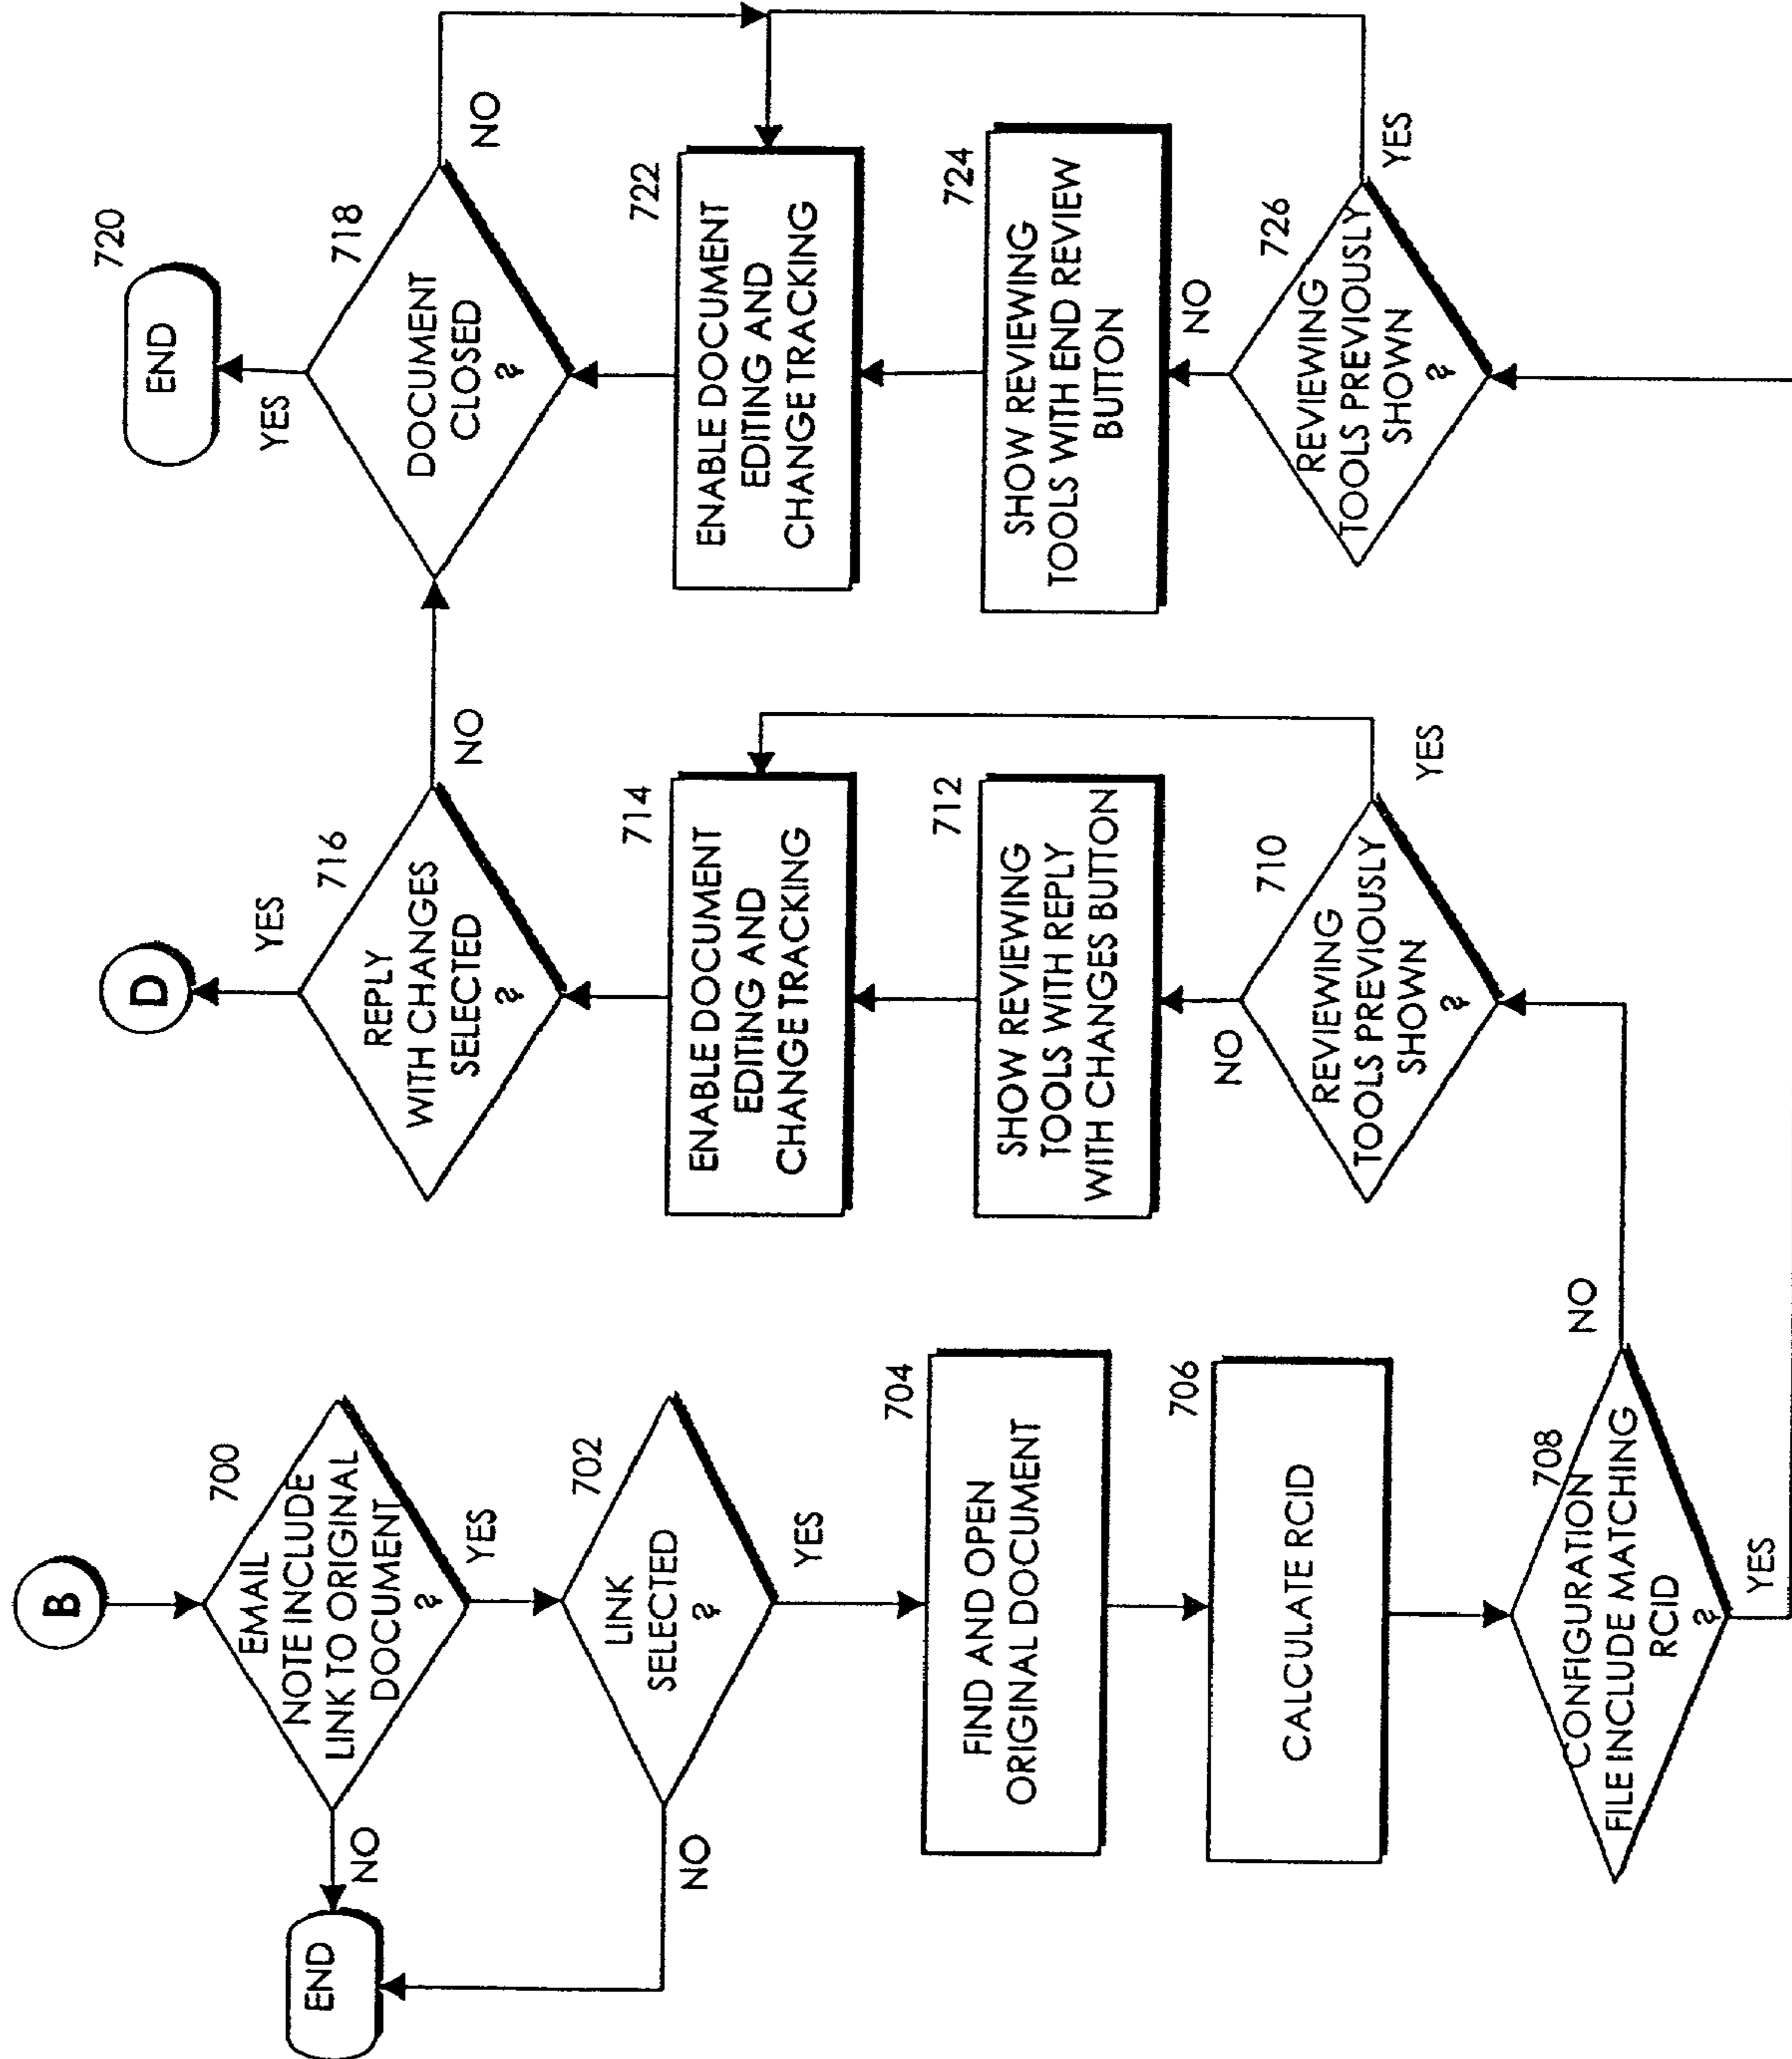 B
700
EMAIL
NOTE INCLUDE
LINK TO ORIGINAL
DOCUMENT
?
NO
YES
END
702
LINK
SELECTED
?
NO
YES
704
FIND AND OPEN
ORIGINAL DOCUMENT
706
CALCULATE RCID
708
CONFIGURATION
FILE INCLUDE MATCHING
RCID
?
NO
YES
D
YES
716
REPLY
WITH CHANGES
SELECTED
?
NO
714
ENABLE DOCUMENT
EDITING AND
CHANGE TRACKING
712
SHOW REVIEWING
TOOLS WITH REPLY
WITH CHANGES BUTTON
NO
710
REVIEWING
TOOLS PREVIOUSLY
SHOWN
?
YES
720
END
YES
718
DOCUMENT
CLOSED
?
NO
722
ENABLE DOCUMENT
EDITING AND
CHANGE TRACKING
724
SHOW REVIEWING
TOOLS WITH END REVIEW
BUTTON
NO
726
REVIEWING
TOOLS PREVIOUSLY
SHOWN
?
YES